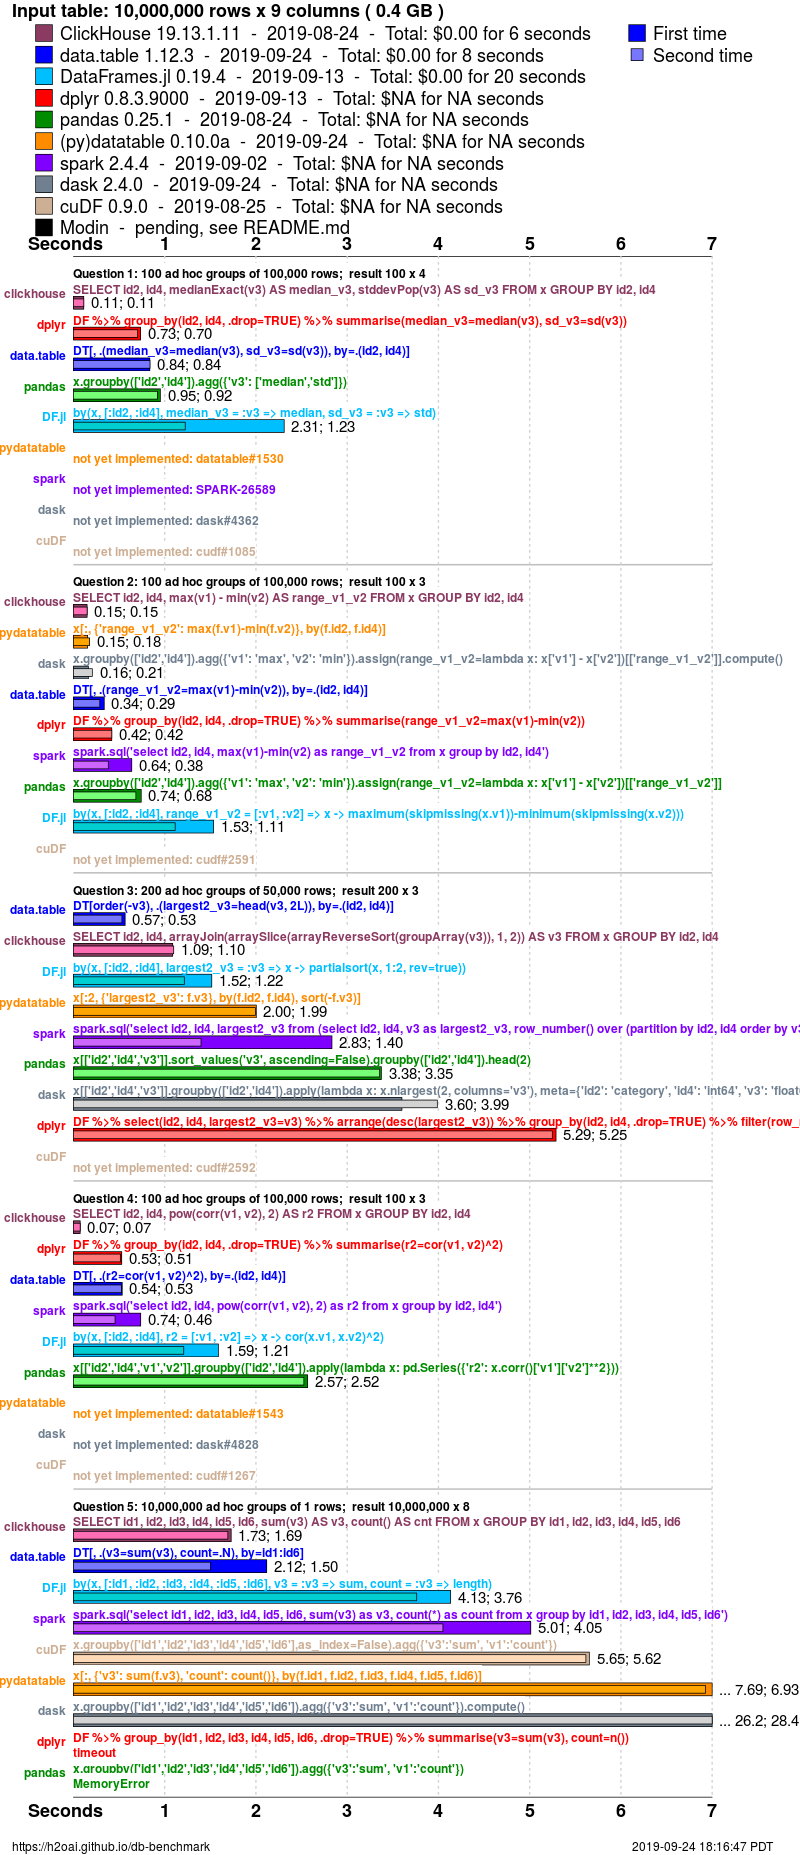 Input table: 10,000,000 rows x 9 columns ( 0.4 GB )
ClickHouse 19.13.1.11 - 2019-08-24 - Total: $0.00 for 6 seconds
First time
data.table 1.12.3 - 2019-09-24 - Total: $0.00 for 8 seconds
Second time
DataFrames.jl 0.19.4 - 2019-09-13 - Total: $0.00 for 20 seconds
dplyr 0.8.3.9000 - 2019-09-13 - Total: $NA for NA seconds
pandas 0.25.1 - 2019-08-24 - Total: $NA for NA seconds
(py)datatable 0.10.0a - 2019-09-24 - Total: $NA for NA seconds
spark 2.4.4 - 2019-09-02 - Total: $NA for NA seconds
dask 2.4.0 - 2019-09-24 - Total: $NA for NA seconds
cuDF 0.9.0 - 2019-08-25 - Total: $NA for NA seconds
Modin - pending, see README.md
Seconds 1 2 3 4 5 6 7
Question 1: 100 ad hoc groups of 100,000 rows; result 100 x 4
clickhouse SELECT id2, id4, medianExact(v3) AS median_v3, stddevPop(v3) AS sd_v3 FROM x GROUP BY id2, id4
0.11; 0.11
dplyr DF %>% group_by(id2, id4, .drop=TRUE) %>% summarise(median_v3=median(v3), sd_v3=sd(v3))
0.73; 0.70
data.table DT[, .(median_v3=median(v3), sd_v3=sd(v3)), by=.(id2, id4)]
0.84; 0.84
pandas x.groupby(['id2','id4']).agg({'v3': ['median','std']})
0.95; 0.92
DF.jl by(x, [:id2, :id4], median_v3 = :v3 => median, sd_v3 = :v3 => std)
2.31; 1.23
pydatatable
not yet implemented: datatable#1530
spark
not yet implemented: SPARK-26589
dask
not yet implemented: dask#4362
cuDF
not yet implemented: cudf#1085
Question 2: 100 ad hoc groups of 100,000 rows; result 100 x 3
clickhouse SELECT id2, id4, max(v1) - min(v2) AS range_v1_v2 FROM x GROUP BY id2, id4
0.15; 0.15
pydatatable x[:, {'range_v1_v2': max(f.v1)-min(f.v2)}, by(f.id2, f.id4)]
0.15; 0.18
dask x.groupby(['id2','id4']).agg({'v1': 'max', 'v2': 'min'}).assign(range_v1_v2=lambda x: x['v1'] - x['v2'])[['range_v1_v2']].compute()
0.16; 0.21
data.table DT[, .(range_v1_v2=max(v1)-min(v2)), by=.(id2, id4)]
0.34; 0.29
dplyr DF %>% group_by(id2, id4, .drop=TRUE) %>% summarise(range_v1_v2=max(v1)-min(v2))
0.42; 0.42
spark spark.sql('select id2, id4, max(v1)-min(v2) as range_v1_v2 from x group by id2, id4')
0.64; 0.38
pandas x.groupby(['id2','id4']).agg({'v1': 'max', 'v2': 'min'}).assign(range_v1_v2=lambda x: x['v1'] - x['v2'])[['range_v1_v2']]
0.74; 0.68
DF.jl by(x, [:id2, :id4], range_v1_v2 = [:v1, :v2] => x -> maximum(skipmissing(x.v1))-minimum(skipmissing(x.v2)))
1.53; 1.11
cuDF
not yet implemented: cudf#2591
Question 3: 200 ad hoc groups of 50,000 rows; result 200 x 3
data.table DT[order(-v3), .(largest2_v3=head(v3, 2L)), by=.(id2, id4)]
0.57; 0.53
clickhouse SELECT id2, id4, arrayJoin(arraySlice(arrayReverseSort(groupArray(v3)), 1, 2)) AS v3 FROM x GROUP BY id2, id4
1.09; 1.10
DF.jl by(x, [:id2, :id4], largest2_v3 = :v3 => x -> partialsort(x, 1:2, rev=true))
1.52; 1.22
pydatatable x[:2, {'largest2_v3': f.v3}, by(f.id2, f.id4), sort(-f.v3)]
2.00; 1.99
spark spark.sql('select id2, id4, largest2_v3 from (select id2, id4, v3 as largest2_v3, row_number() over (partition by id2, id4 order by v3
2.83; 1.40
pandas x[['id2','id4','v3']].sort_values('v3', ascending=False).groupby(['id2','id4']).head(2)
3.38; 3.35
dask x[['id2','id4','v3']].groupby(['id2','id4']).apply(lambda x: x.nlargest(2, columns='v3'), meta={'id2': 'category', 'id4': 'int64', 'v3': 'float
3.60; 3.99
dplyr DF %>% select(id2, id4, largest2_v3=v3) %>% arrange(desc(largest2_v3)) %>% group_by(id2, id4, .drop=TRUE) %>% filter(row_
5.29; 5.25
cuDF
not yet implemented: cudf#2592
Question 4: 100 ad hoc groups of 100,000 rows; result 100 x 3
clickhouse SELECT id2, id4, pow(corr(v1, v2), 2) AS r2 FROM x GROUP BY id2, id4
0.07; 0.07
dplyr DF %>% group_by(id2, id4, .drop=TRUE) %>% summarise(r2=cor(v1, v2)^2)
0.53; 0.51
data.table DT[, .(r2=cor(v1, v2)^2), by=.(id2, id4)]
0.54; 0.53
spark spark.sql('select id2, id4, pow(corr(v1, v2), 2) as r2 from x group by id2, id4')
0.74; 0.46
DF.jl by(x, [:id2, :id4], r2 = [:v1, :v2] => x -> cor(x.v1, x.v2)^2)
1.59; 1.21
pandas x[['id2','id4','v1','v2']].groupby(['id2','id4']).apply(lambda x: pd.Series({'r2': x.corr()['v1']['v2']**2}))
2.57; 2.52
pydatatable
not yet implemented: datatable#1543
dask
not yet implemented: dask#4828
cuDF
not yet implemented: cudf#1267
Question 5: 10,000,000 ad hoc groups of 1 rows; result 10,000,000 x 8
clickhouse SELECT id1, id2, id3, id4, id5, id6, sum(v3) AS v3, count() AS cnt FROM x GROUP BY id1, id2, id3, id4, id5, id6
1.73; 1.69
data.table DT[, .(v3=sum(v3), count=.N), by=id1:id6]
2.12; 1.50
DF.jl by(x, [:id1, :id2, :id3, :id4, :id5, :id6], v3 = :v3 => sum, count = :v3 => length)
4.13; 3.76
spark spark.sql('select id1, id2, id3, id4, id5, id6, sum(v3) as v3, count(*) as count from x group by id1, id2, id3, id4, id5, id6')
5.01; 4.05
cuDF x.groupby(['id1','id2','id3','id4','id5','id6'],as_index=False).agg({'v3':'sum', 'v1':'count'})
5.65; 5.62
pydatatable x[:, {'v3': sum(f.v3), 'count': count()}, by(f.id1, f.id2, f.id3, f.id4, f.id5, f.id6)]
... 7.69; 6.93
dask x.groupby(['id1','id2','id3','id4','id5','id6']).agg({'v3':'sum', 'v1':'count'}).compute()
... 26.2; 28.4
dplyr DF %>% group_by(id1, id2, id3, id4, id5, id6, .drop=TRUE) %>% summarise(v3=sum(v3), count=n())
timeout
pandas x.groupby(['id1','id2','id3','id4','id5','id6']).agg({'v3':'sum', 'v1':'count'})
MemoryError
Seconds 1 2 3 4 5 6 7
https://h2oai.github.io/db-benchmark
2019-09-24 18:16:47 PDT